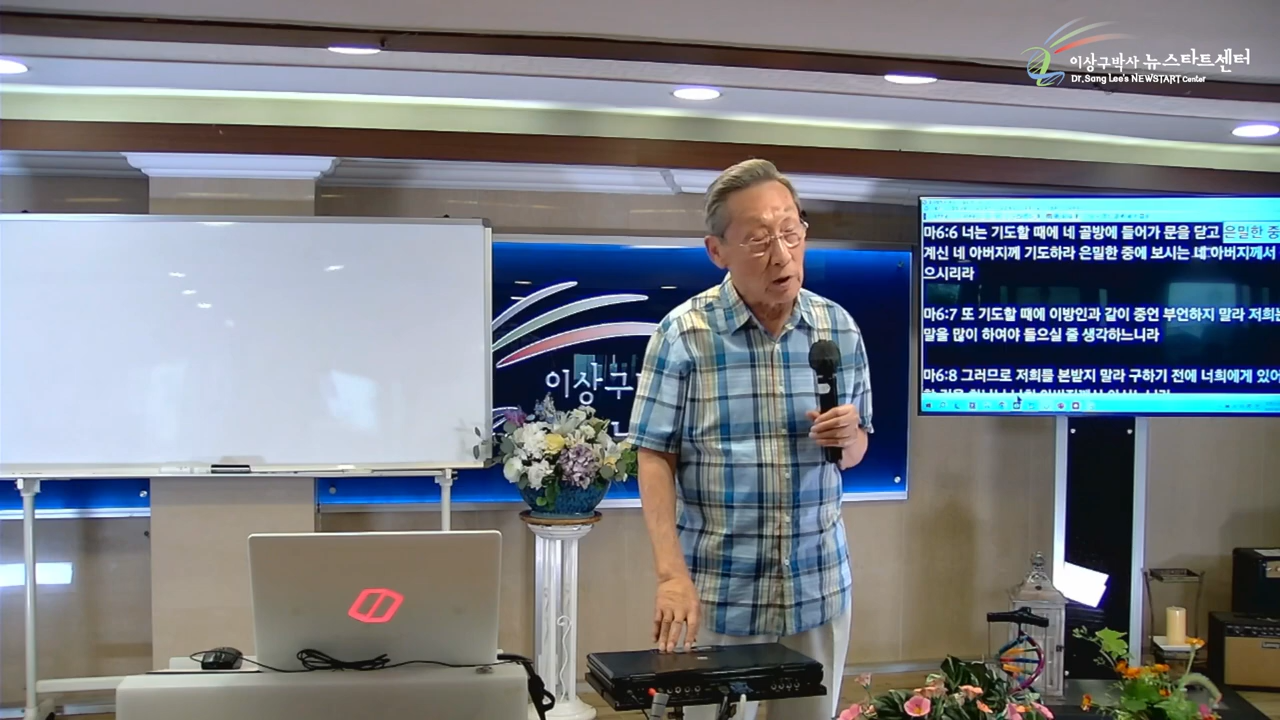 이상구박사 뉴스타트센터
Dr. Sang Lee's NEWSTART Center
마6:6 너는 기도할 때에 네 골방에 들어가 문을 닫고 은밀한 중
계신 네 아버지께 기도하라 은밀한 중에 보시는 네 아버지께서
으시리라
마6:7 또 기도할 때에 이방인과 같이 중언 부언하지 말라 저희는
말을 많이 하여야 들으실 줄 생각하느니라
마6:8 그러므로 저희를 본받지 말라 구하기 전에 너희에게 있어
이상구